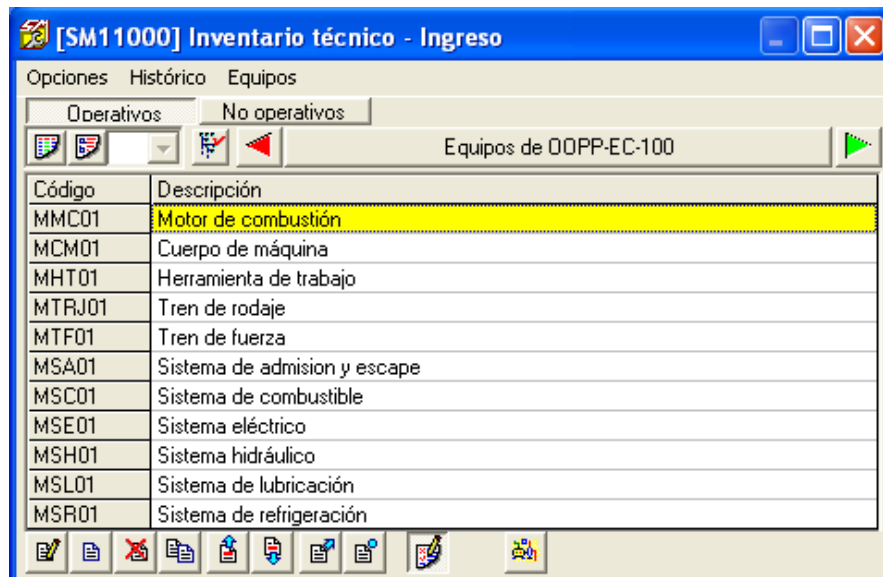 [SM11000] Inventario técnico - Ingreso
Opciones Histórico Equipos
Operativos No operativos
Equipos de OOPP-EC-100
Código Descripción
MMC01 Motor de combustión
MCM01 Cuerpo de máquina
MHT01 Herramienta de trabajo
MTRJ01 Tren de rodaje
MTF01 Tren de fuerza
MSA01 Sistema de admision y escape
MSC01 Sistema de combustible
MSE01 Sistema eléctrico
MSH01 Sistema hidráulico
MSL01 Sistema de lubricación
MSR01 Sistema de refrigeración